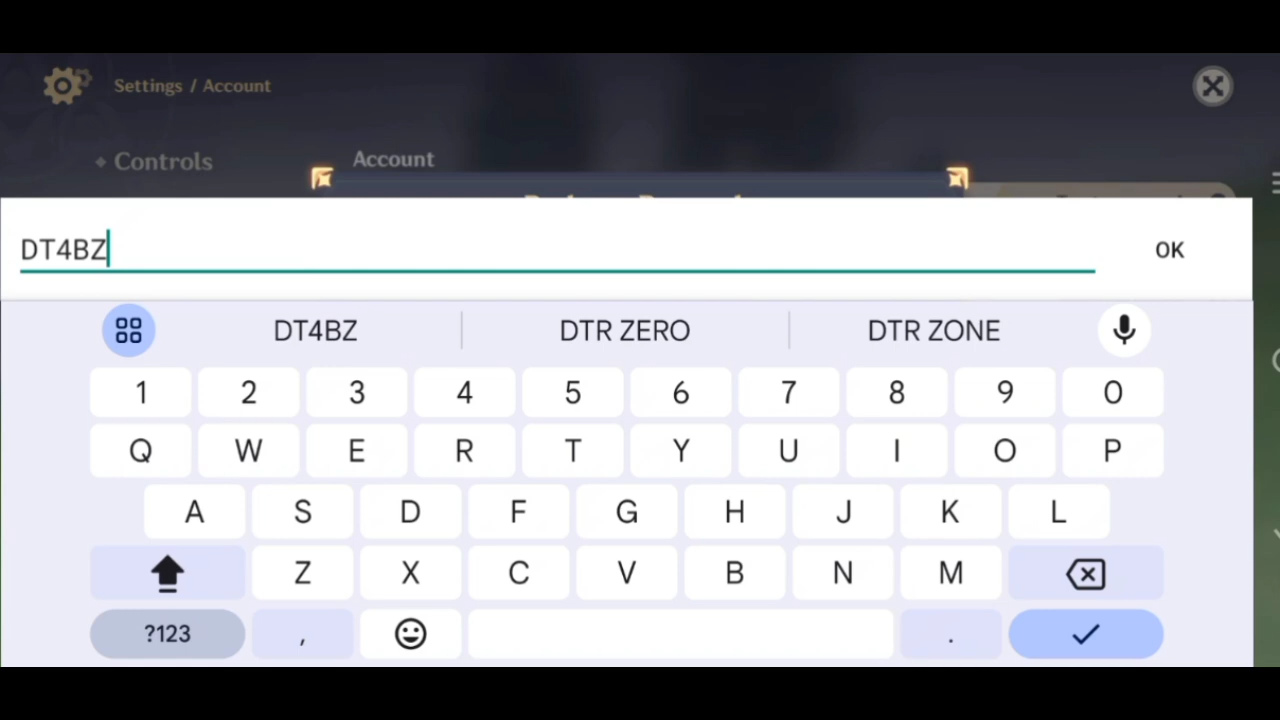 Settings / Account
Controls
Account
DT4BZ
OK
DT4BZ
DTR ZERO
DTR ZONE
1 2 3 4 5 6 7 8 9 0
Q W E R T Y U I O P
A S D F G H J K L
Z X C V B N M
?123 , .